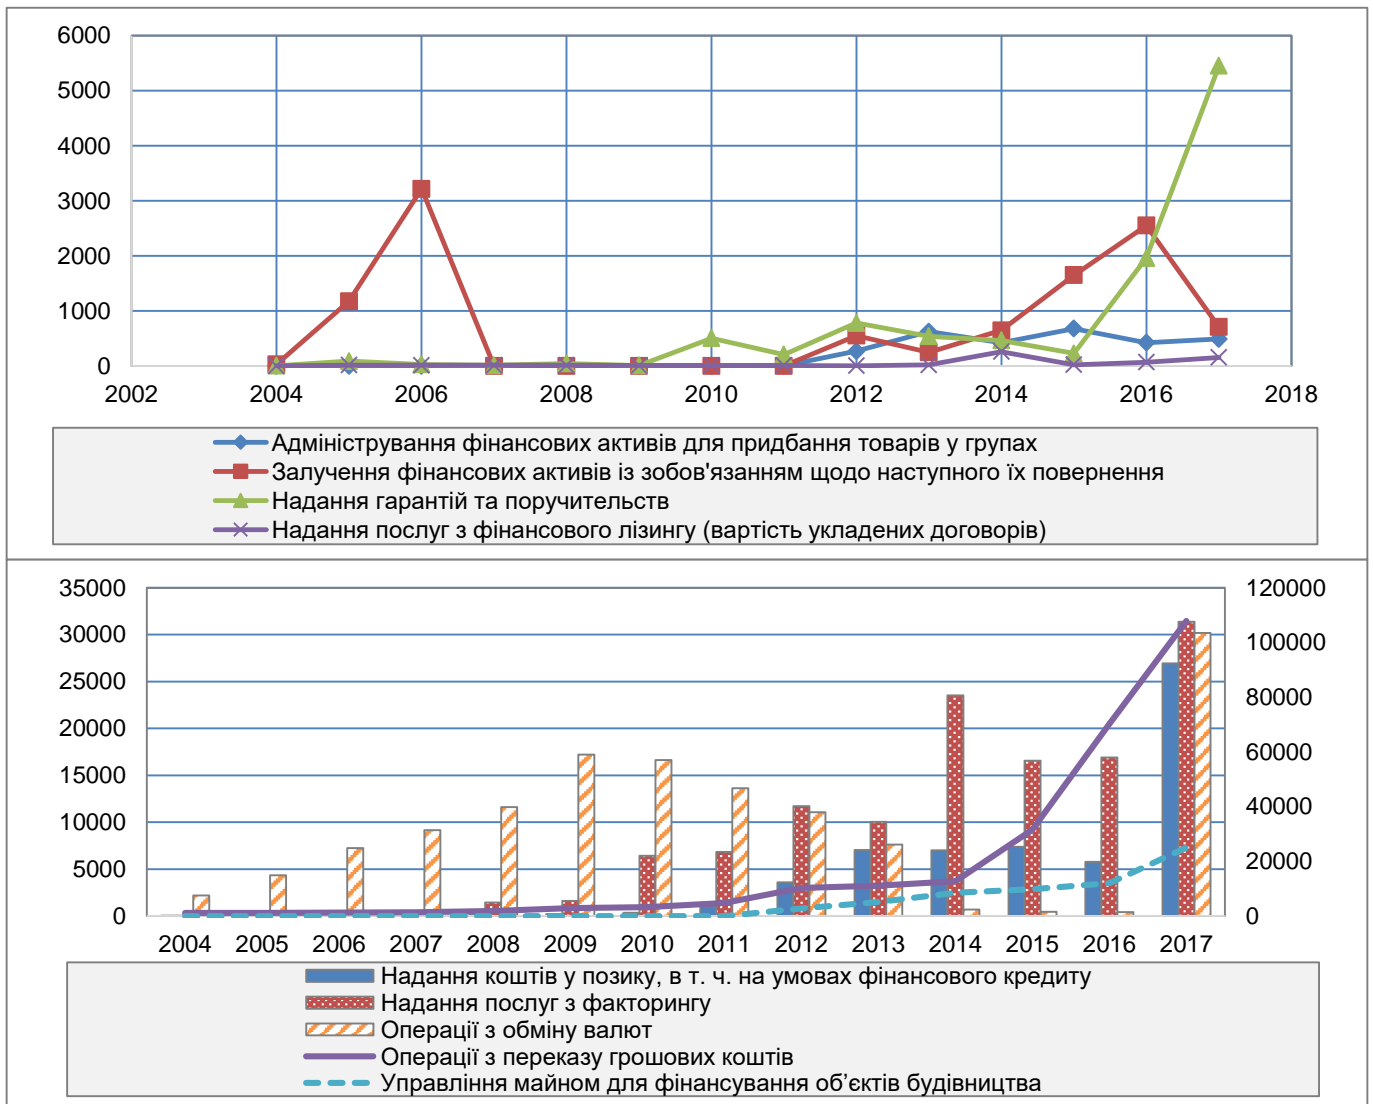 6000
5000
4000
3000
2000
1000
0
2002 2004 2006 2008 2010 2012 2014 2016 2018
Адміністрування фінансових активів для придбання товарів у групах
Залучення фінансових активів із зобов'язанням щодо наступного їх повернення
Надання гарантій та поручительств
Надання послуг з фінансового лізингу (вартість укладених договорів)
35000 120000
30000 100000
25000 80000
20000 60000
15000 40000
10000 20000
5000 0
0
2004 2005 2006 2007 2008 2009 2010 2011 2012 2013 2014 2015 2016 2017
Надання коштів у позику, в т. ч. на умовах фінансового кредиту
Надання послуг з факторингу
Операції з обміну валют
Операції з переказу грошових коштів
Управління майном для фінансування об’єктів будівництва